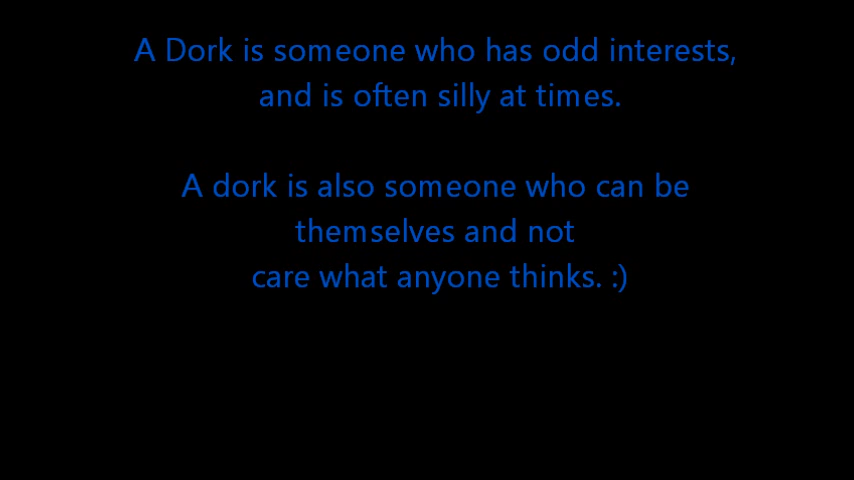 A Dork is someone who has odd interests,
and is often silly at times.
A dork is also someone who can be
themselves and not
care what anyone thinks. :)